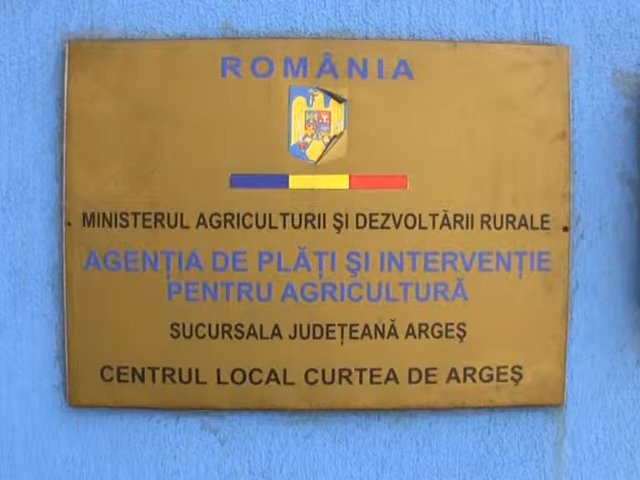 ROMÂNIA
MINISTERUL AGRICULTURII ŞI DEZVOLTĂRII RURALE
AGENŢIA DE PLĂŢI ŞI INTERVENŢIE
PENTRU AGRICULTURĂ
SUCURSALA JUDEŢEANĂ ARGEŞ
CENTRUL LOCAL CURTEA DE ARGEŞ